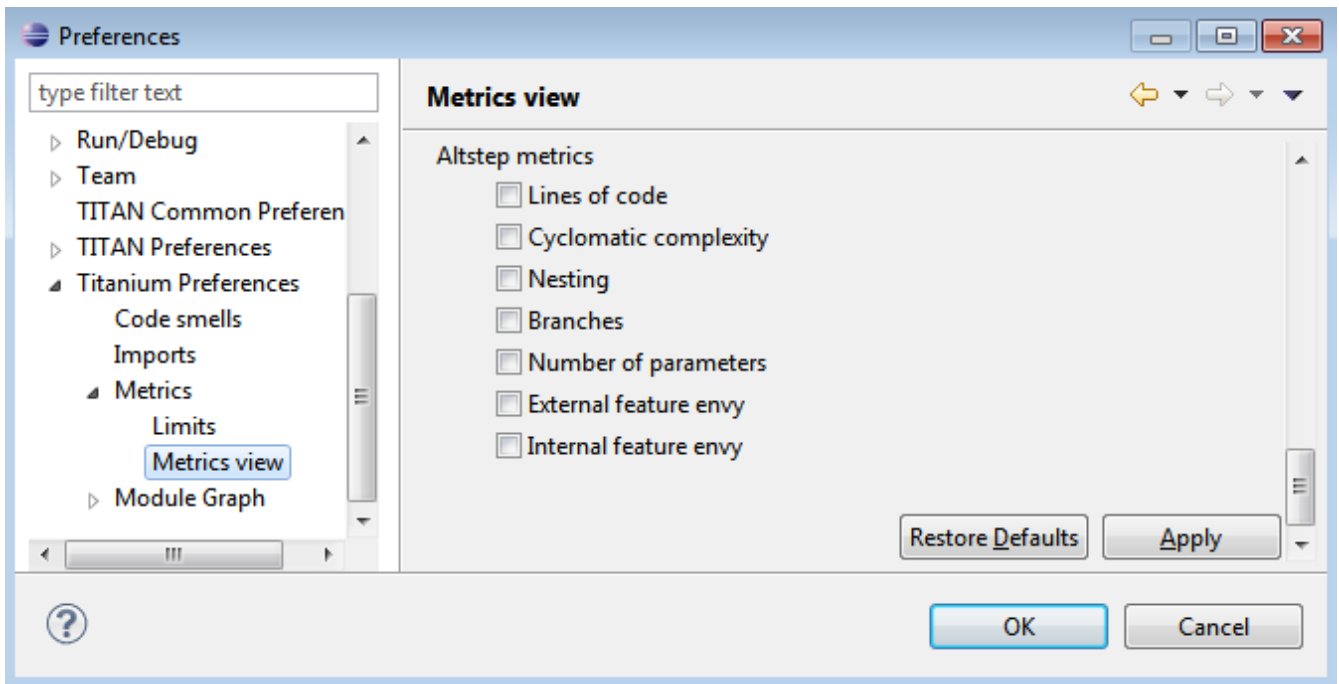 Preferences
type filter text
Run/Debug
Team
TITAN Common Preferen
TITAN Preferences
Titanium Preferences
Code smells
Imports
Metrics
Limits
Metrics view
Module Graph
Metrics view
Altstep metrics
Lines of code
Cyclomatic complexity
Nesting
Branches
Number of parameters
External feature envy
Internal feature envy
Restore Defaults
Apply
?
OK
Cancel